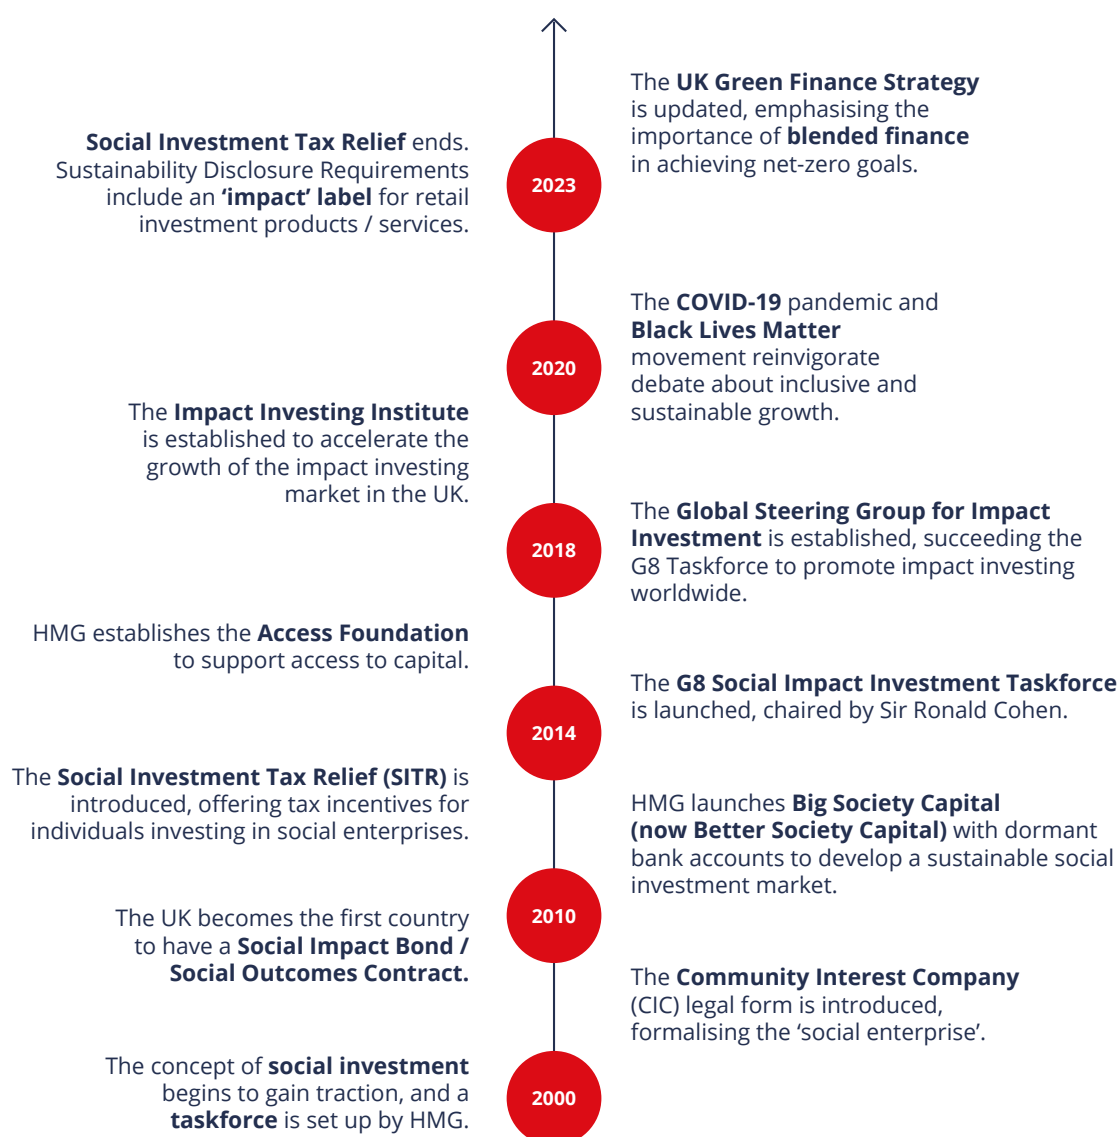 The UK Green Finance Strategy
is updated, emphasising the
importance of blended finance
in achieving net-zero goals.
Social Investment Tax Relief ends.
Sustainability Disclosure Requirements
include an ‘impact’ label for retail
investment products / services.
2023
The COVID-19 pandemic and
Black Lives Matter
movement reinvigorate
debate about inclusive and
sustainable growth.
2020
The Impact Investing Institute
is established to accelerate the
growth of the impact investing
market in the UK.
The Global Steering Group for Impact
Investment is established, succeeding the
G8 Taskforce to promote impact investing
worldwide.
2018
HMG establishes the Access Foundation
to support access to capital.
The G8 Social Impact Investment Taskforce
is launched, chaired by Sir Ronald Cohen.
2014
The Social Investment Tax Relief (SITR) is
introduced, offering tax incentives for
individuals investing in social enterprises.
HMG launches Big Society Capital
(now Better Society Capital) with dormant
bank accounts to develop a sustainable social
investment market.
2010
The UK becomes the first country
to have a Social Impact Bond /
Social Outcomes Contract.
The Community Interest Company
(CIC) legal form is introduced,
formalising the ‘social enterprise’.
The concept of social investment
begins to gain traction, and a
taskforce is set up by HMG.
2000